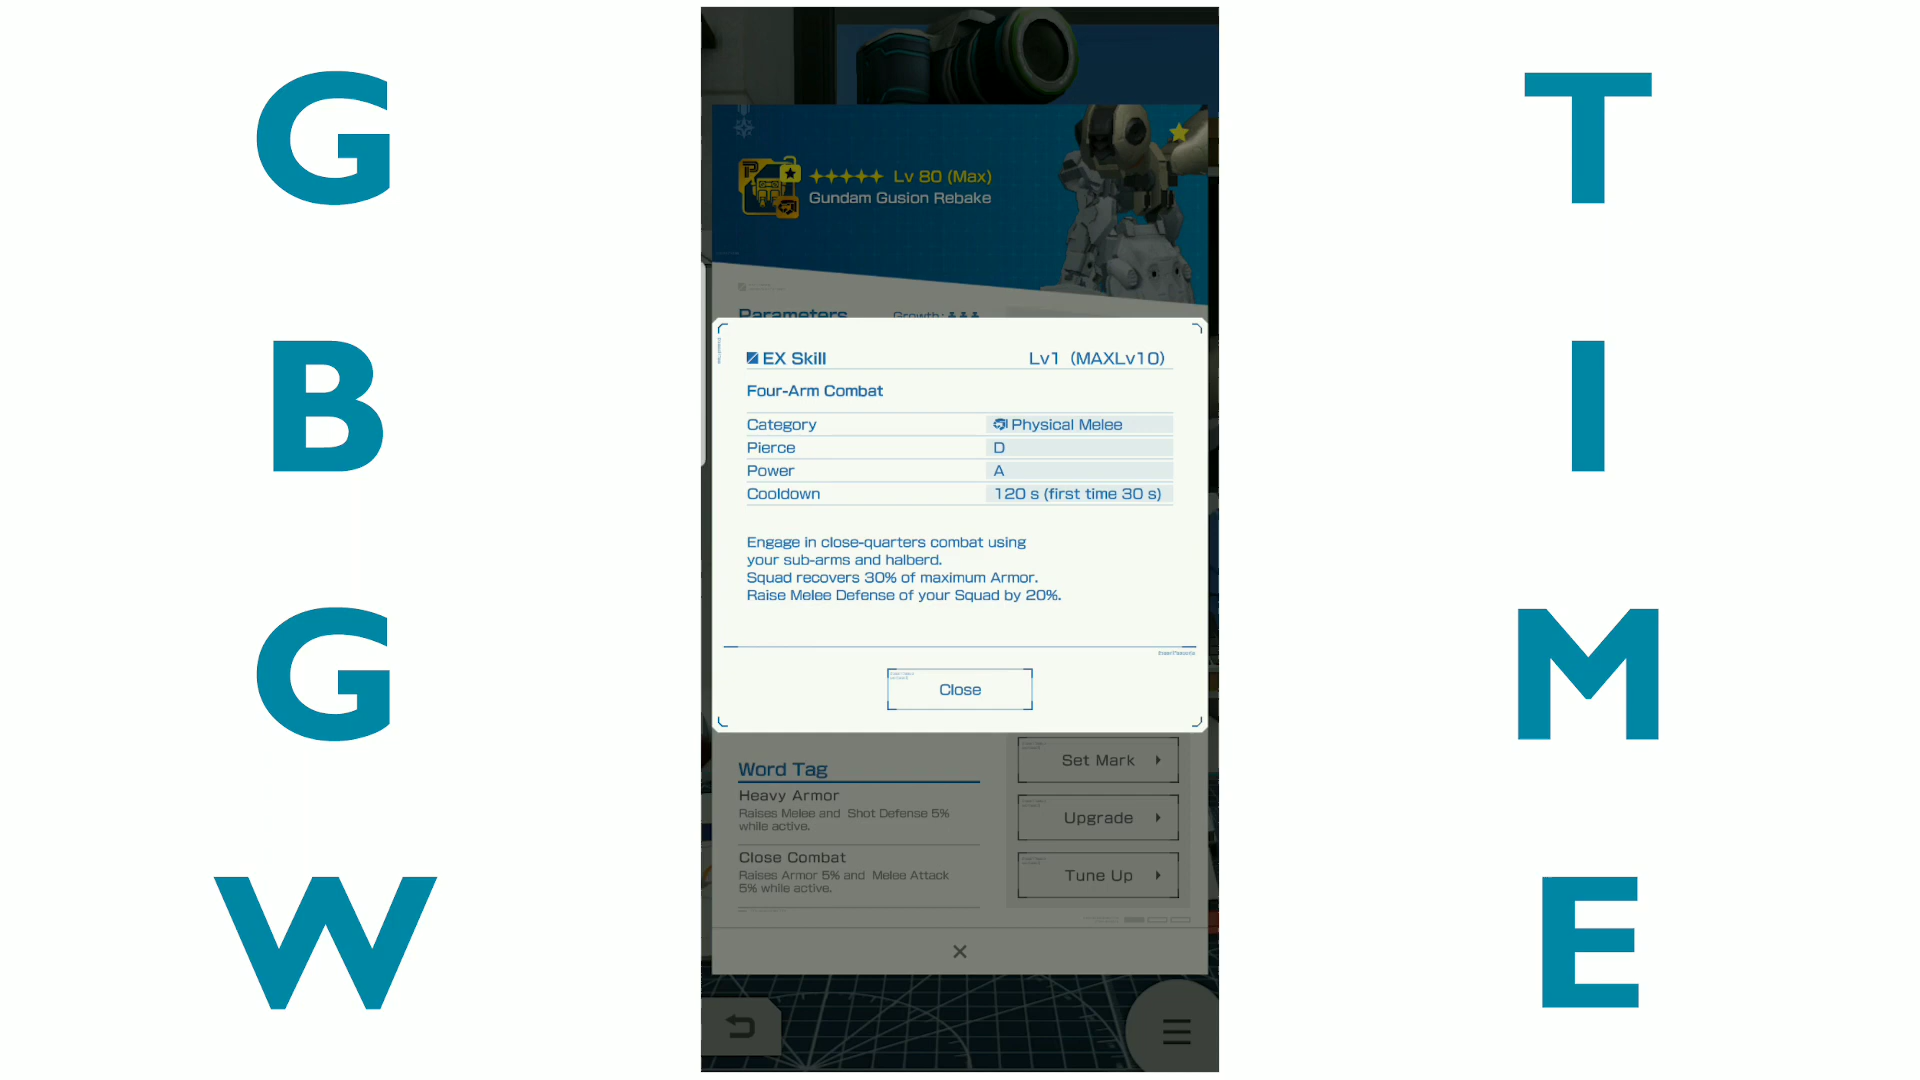 G
B
G
W
T
I
M
E
Lv 80 (Max)
Gundam Gusion Rebake
Parameters
Growth:
EX Skill
Lv1 (MAXLv10)
Four-Arm Combat
Category Physical Melee
Pierce D
Power A
Cooldown 120 s (first time 30 s)
Engage in close-quarters combat using
your sub-arms and halberd.
Squad recovers 30% of maximum Armor.
Raise Melee Defense of your Squad by 20%.
Close
Word Tag
Heavy Armor
Raises Melee and Shot Defense 5%
while active.
Close Combat
Raises Armor 5% and Melee Attack
5% while active.
Set Mark
Upgrade
Tune Up